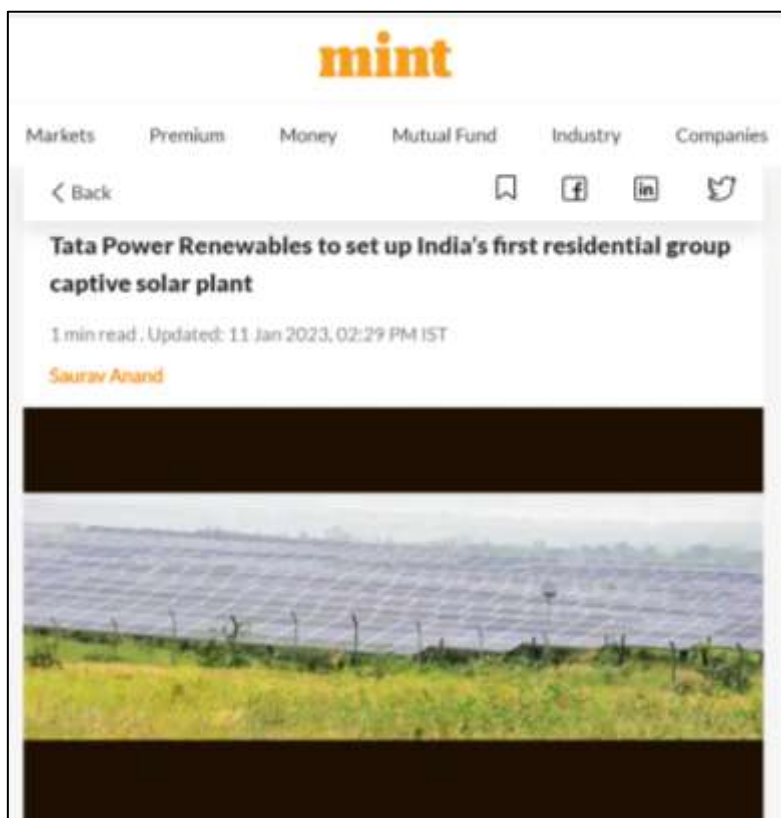 mint
Markets Premium Money Mutual Fund Industry Companies
< Back
Tata Power Renewables to set up India's first residential group
captive solar plant
1 min read . Updated: 11 Jan 2023, 02:29 PM IST
Saurav Anand